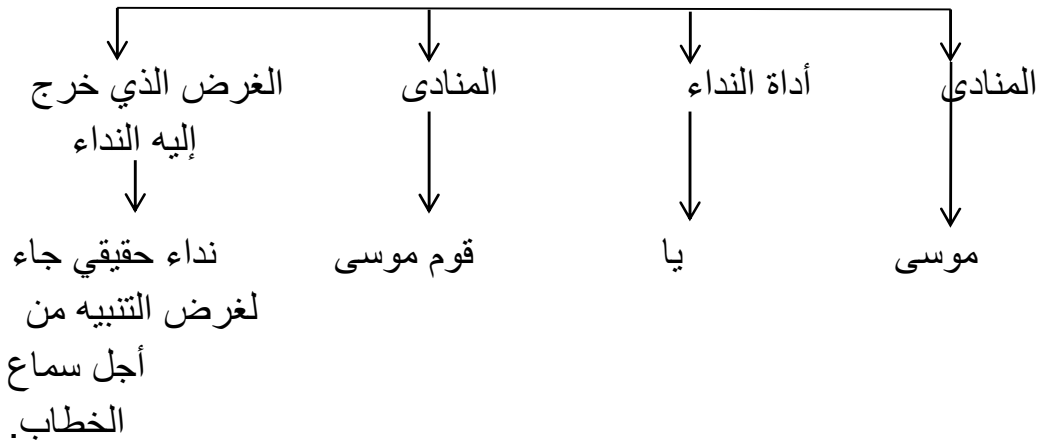 المنادى أداة النداء المنادى الغرض الذي خرج
إليه النداء
موسى يا قوم موسى نداء حقيقي جاء
لغرض التنبيه من
أجل سماع
الخطاب.